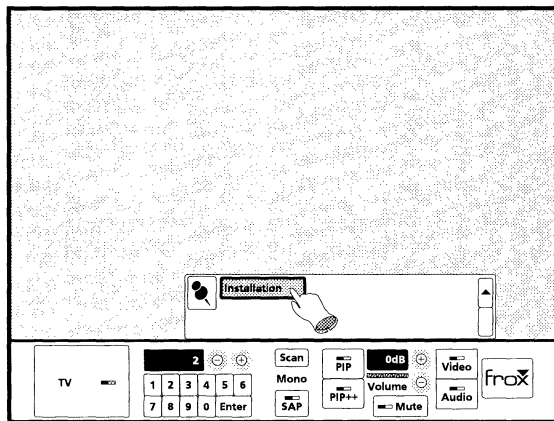 Installation
TV
2
1 2 3 4 5 6
7 8 9 0 Enter
Scan
Mono
SAP
PIP
PIP++
0dB
Volume
Mute
Video
Audio
frox